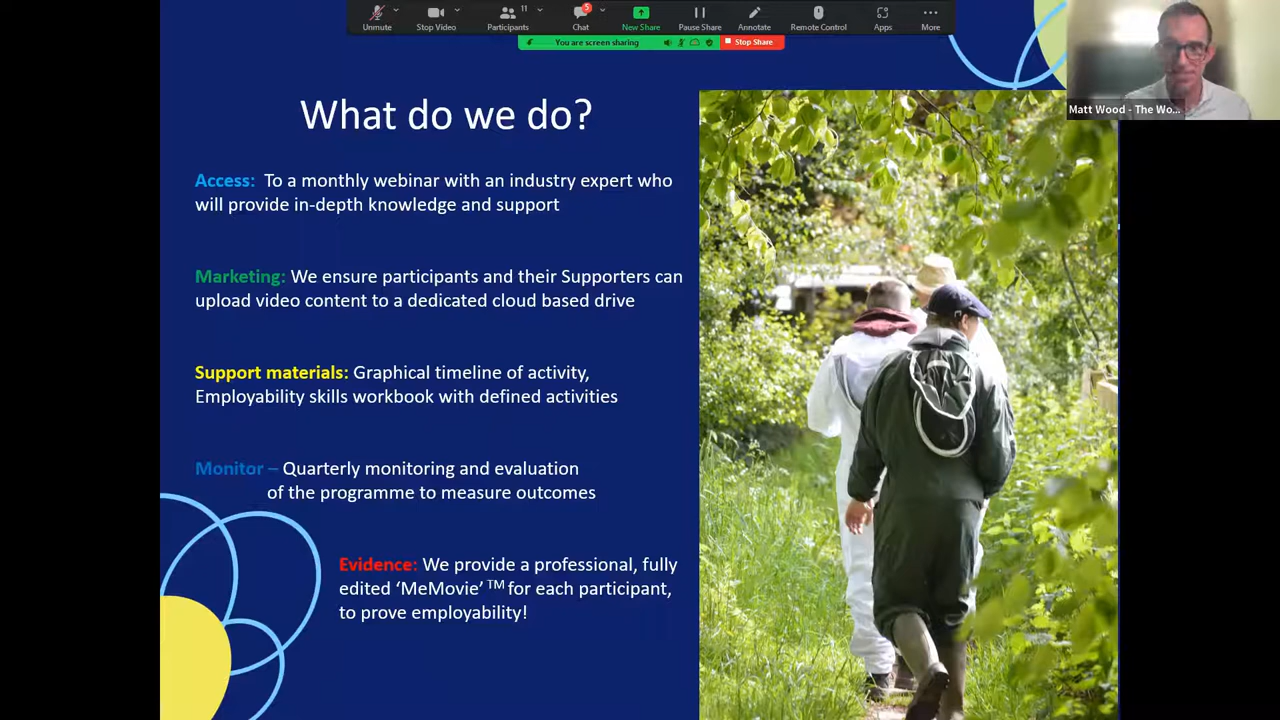 11
5
Unmute
Stop Video
Participants
Chat
New Share
Pause Share
Annotate
Remote Control
Apps
More
You are screen sharing
Stop Share
Matt Wood - The Wo...
What do we do?
Access: To a monthly webinar with an industry expert who
will provide in-depth knowledge and support
Marketing: We ensure participants and their Supporters can
upload video content to a dedicated cloud based drive
Support materials: Graphical timeline of activity,
Employability skills workbook with defined activities
Monitor – Quarterly monitoring and evaluation
of the programme to measure outcomes
Evidence: We provide a professional, fully
edited ‘MeMovie’ TM for each participant,
to prove employability!